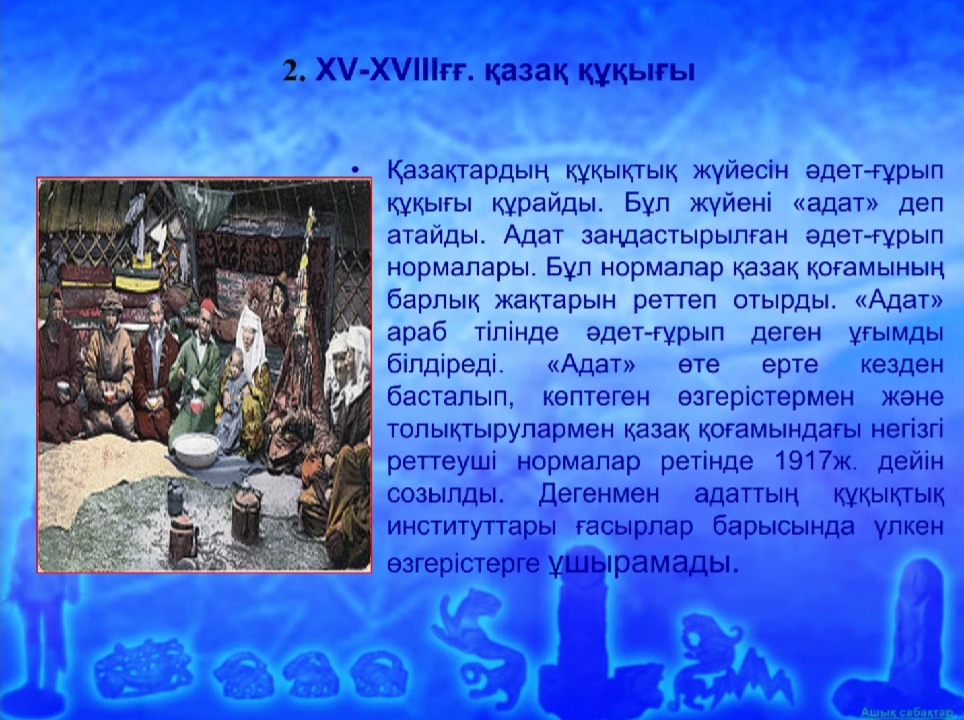 2. XV-XVIIIғғ. қазақ құқығы
• Қазақтардың құқықтық жүйесін әдет-ғұрып
құқығы құрайды. Бұл жүйені «адат» деп
атайды. Адат заңдастырылған әдет-ғұрып
нормалары. Бұл нормалар қазақ қоғамының
барлық жақтарын реттеп отырды. «Адат»
араб тілінде әдет-ғұрып деген ұғымды
білдіреді. «Адат» өте ерте кезден
басталып, көптеген өзгерістермен және
толықтырулармен қазақ қоғамындағы негізгі
реттеуші нормалар ретінде 1917ж. дейін
созылды. Дегенмен адаттың құқықтық
институттары ғасырлар барысында үлкен
өзгерістерге ұшырамады.
Ашық сабақтар